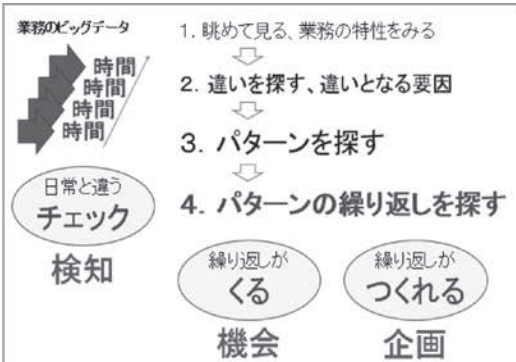 業務のビッグデータ
時間
時間
時間
時間
日常と違う
チェック
検知
1. 眺めて見る、業務の特性をみる
2. 違いを探す、違いとなる要因
3. パターンを探す
4. パターンの繰り返しを探す
繰り返しが
くる
機会
繰り返しが
つくれる
企画